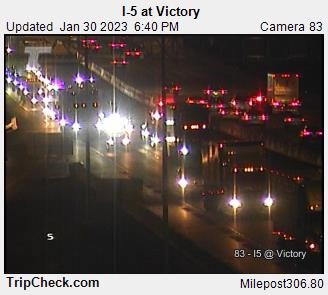 I-5 at Victory
Updated Jan 30 2023 6:40 PM Camera 83
S
83 - I5 @ Victory
TripCheck.com Milepost306.80